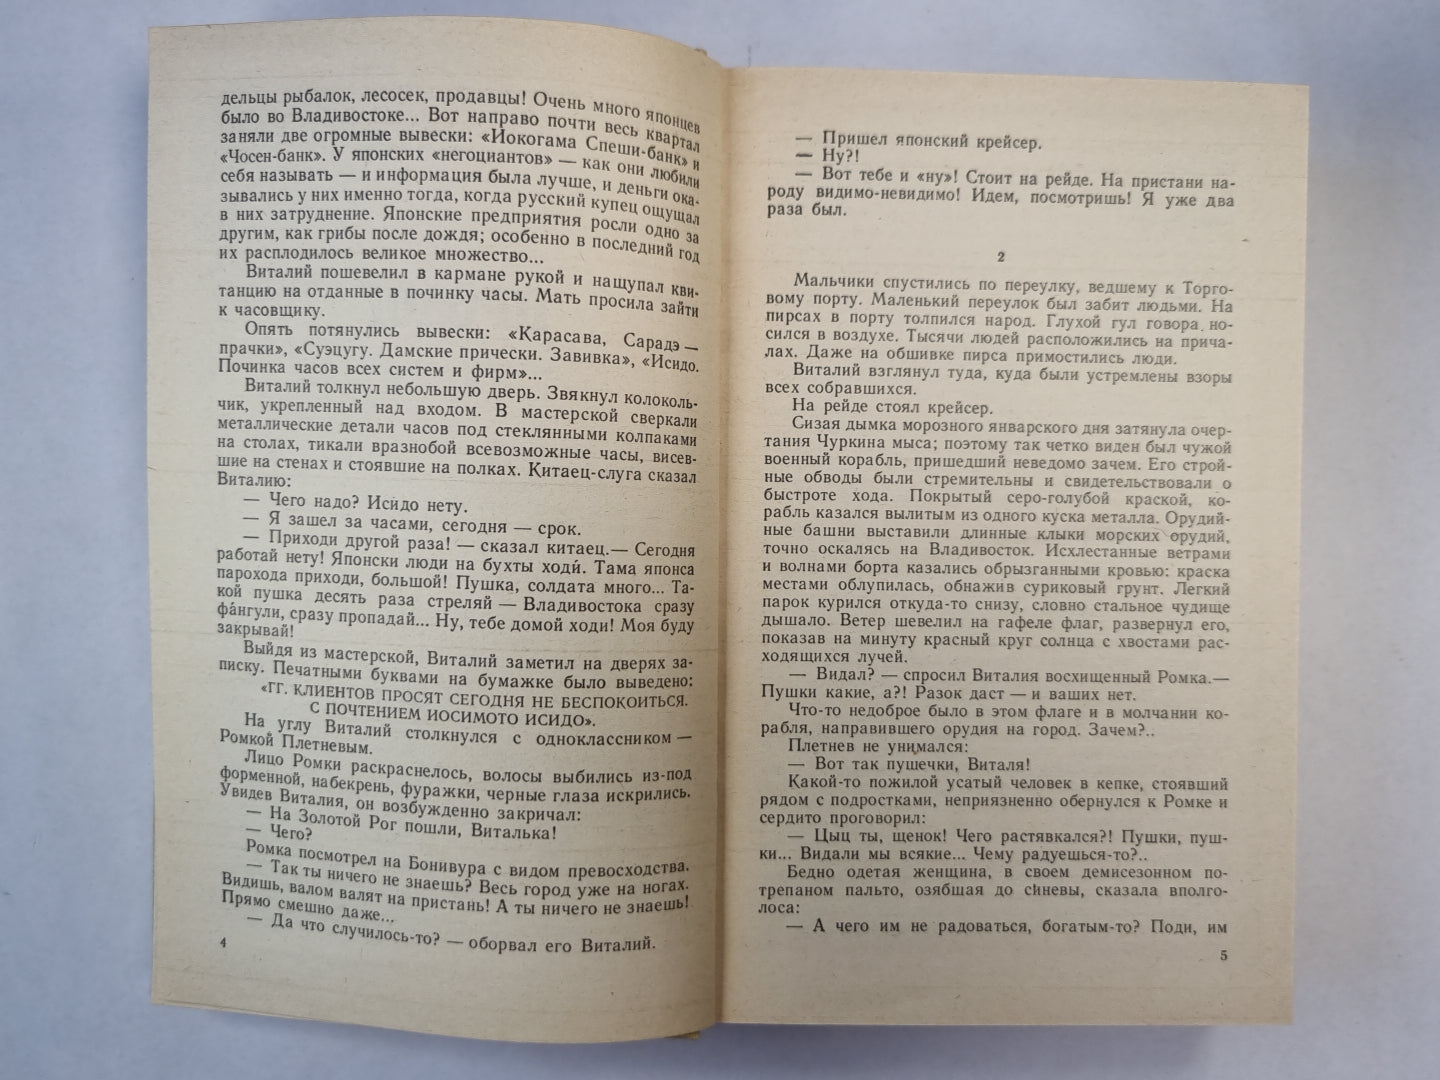 дельцы рыбалок, лесосек, продавцы! Очень много японцев
было во Владивостоке... Вот направо почти весь квартал
заняли две огромные вывески: «Иокогама Спеши-банк» и
«Чосен-банк». У японских «негоциантов» — как они любили
себя называть — и информация была лучше, и деньги ока-
зывались у них именно тогда, когда русский купец ощущал
в них затруднение. Японские предприятия росли одно за
другим, как грибы после дождя; особенно в последний год
их расплодилось великое множество...
Виталий пошевелил в кармане рукой и нащупал кви-
танцию на отданные в починку часы. Мать просила зайти
к часовщику.
Опять потянулись вывески: «Карасава, Сарадэ —
прачки», «Суэцугу. Дамские прически. Завивка», «Исидо.
Починка часов всех систем и фирм»...
Виталий толкнул небольшую дверь. Звякнул колоколь-
чик, укрепленный над входом. В мастерской сверкали
металлические детали часов под стеклянными колпаками
на столах, тикали вразнобой всевозможные часы, висев-
шие на стенах и стоявшие на полках. Китаец-слуга сказал
Виталию:
— Чего надо? Исидо нету.
— Я зашел за часами, сегодня — срок.
— Приходи другой раза! — сказал китаец.— Сегодня
работай нету! Японски люди на бухты ходи́. Тама японса
парохода приходи, большой! Пушка, солдата много... Та-
кой пушка десять раза стреляй — Владивостока сразу
фа́нгули, сразу пропадай... Ну, тебе домой ходи! Моя буду
закрывай!
Выйдя из мастерской, Виталий заметил на дверях за-
писку. Печатными буквами на бумажке было выведено:
«ГГ. КЛИЕНТОВ ПРОСЯТ СЕГОДНЯ НЕ БЕСПОКОИТЬСЯ.
С ПОЧТЕНИЕМ ИОСИМОТО ИСИДО».
На углу Виталий столкнулся с одноклассником —
Ромкой Плетневым.
Лицо Ромки раскраснелось, волосы выбились из-под
форменной, набекрень, фуражки, черные глаза искрились.
Увидев Виталия, он возбужденно закричал:
— На Золотой Рог пошли, Виталька!
— Чего?
Ромка посмотрел на Бонивура с видом превосходства.
— Так ты ничего не знаешь? Весь город уже на ногах.
Видишь, валом валят на пристань! А ты ничего не знаешь!
Прямо смешно даже...
— Да что случилось-то? — оборвал его Виталий.
4
— Пришел японский крейсер.
— Ну?!
— Вот тебе и «ну»! Стоит на рейде. На пристани на-
роду видимо-невидимо! Идем, посмотришь! Я уже два
раза был.
2
Мальчики спустились по переулку, ведшему к Торго-
вому порту. Маленький переулок был забит людьми. На
пирсах в порту толпился народ. Глухой гул говора но-
сился в воздухе. Тысячи людей расположились на прича-
лах. Даже на обшивке пирса примостились люди.
Виталий взглянул туда, куда были устремлены взоры
всех собравшихся.
На рейде стоял крейсер.
Сизая дымка морозного январского дня затянула очер-
тания Чуркина мыса; поэтому так четко виден был чужой
военный корабль, пришедший неведомо зачем. Его строй-
ные обводы были стремительны и свидетельствовали о
быстроте хода. Покрытый серо-голубой краской, ко-
рабль казался вылитым из одного куска металла. Орудий-
ные башни выставили длинные клыки морских орудий,
точно оскалясь на Владивосток. Исхлестанные ветрами
и волнами борта казались обрызганными кровью: краска
местами облупилась, обнажив суриковый грунт. Легкий
парок курился откуда-то снизу, словно стальное чудище
дышало. Ветер шевелил на гафеле флаг, развернул его,
показав на минуту красный круг солнца с хвостами рас-
ходящихся лучей.
— Видал? — спросил Виталия восхищенный Ромка.—
Пушки какие, а?! Разок даст — и ваших нет.
Что-то недоброе было в этом флаге и в молчании ко-
рабля, направившего орудия на город. Зачем?..
Плетнев не унимался:
— Вот так пушечки, Виталя!
Какой-то пожилой усатый человек в кепке, стоявший
рядом с подростками, неприязненно обернулся к Ромке и
сердито проговорил:
— Цыц ты, щенок! Чего растявкался?! Пушки, пуш-
ки... Видали мы всякие... Чему радуешься-то?..
Бедно одетая женщина, в своем демисезонном по-
трепаном пальто, озябшая до синевы, сказала вполго-
лоса:
— А чего им не радоваться, богатым-то? Поди, им
5